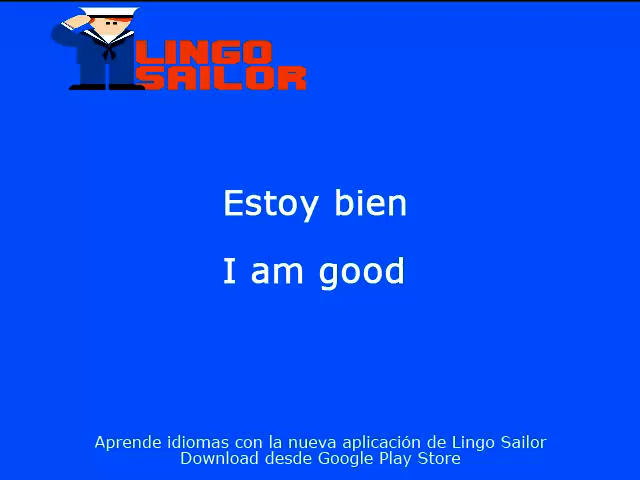 LINGO
SAILOR
Estoy bien
I am good
Aprende idiomas con la nueva aplicación de Lingo Sailor
Download desde Google Play Store